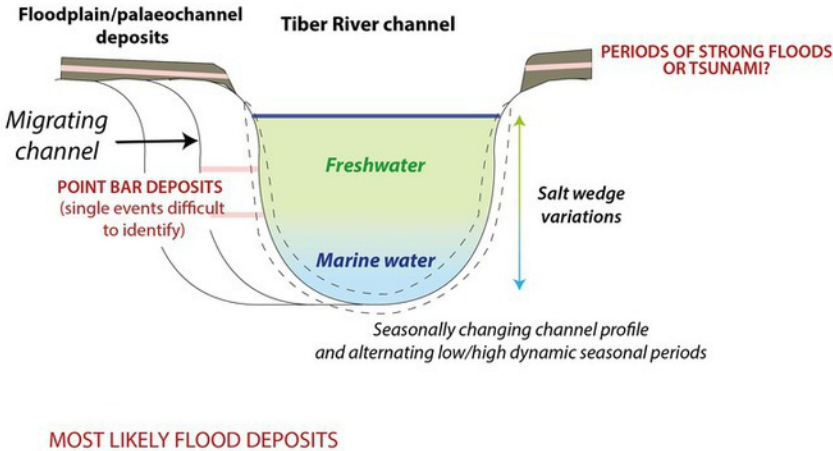 Floodplain/palaeochannel
deposits
Tiber River channel
PERIODS OF STRONG FLOODS
OR TSUNAMI?
Migrating
channel
POINT BAR DEPOSITS
(single events difficult
to identify)
Freshwater
Marine water
Salt wedge
variations
Seasonally changing channel profile
and alternating low/high dynamic seasonal periods
MOST LIKELY FLOOD DEPOSITS